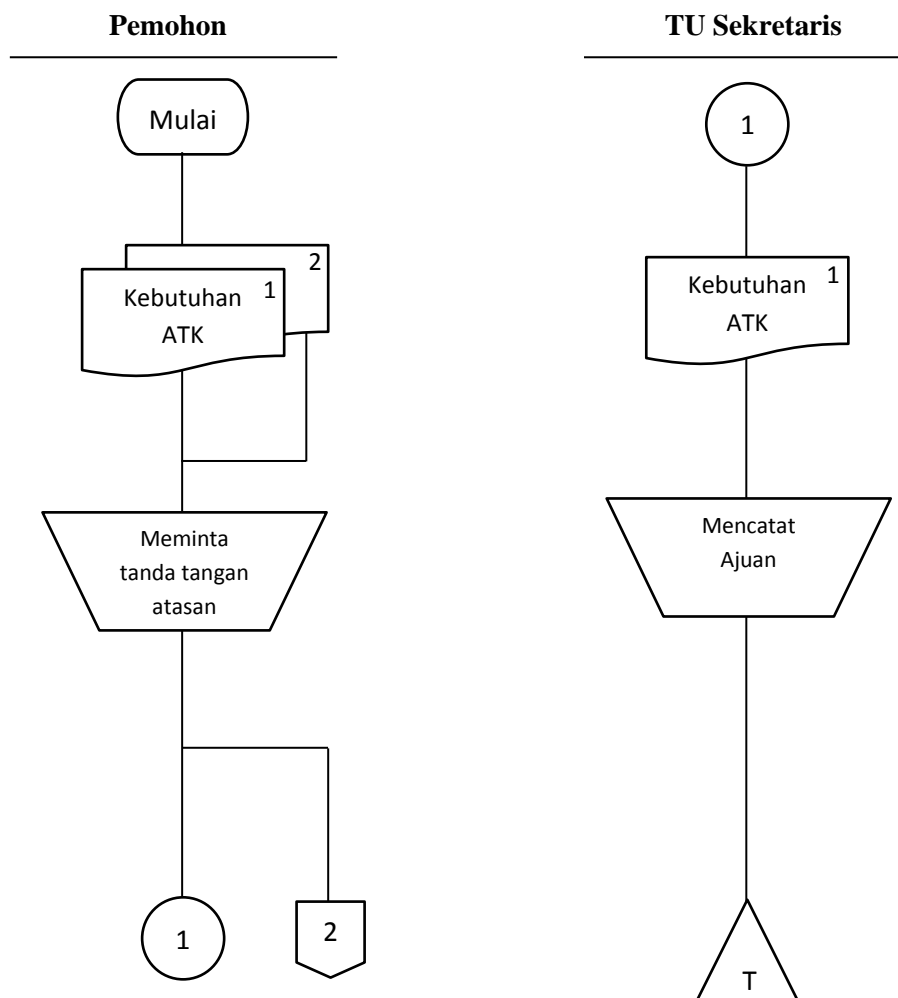 Pemohon
TU Sekretaris
Mulai
1
2
Kebutuhan 1
ATK
Kebutuhan 1
ATK
Meminta
tanda tangan
atasan
Mencatat
Ajuan
1
2
T